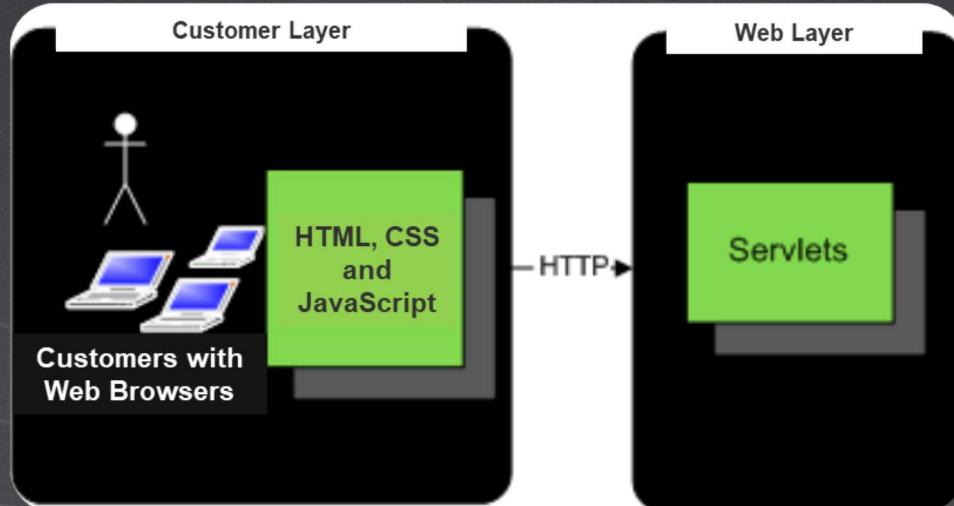 Customer Layer
Web Layer
HTML, CSS
and
JavaScript
HTTP
Servlets
Customers with
Web Browsers